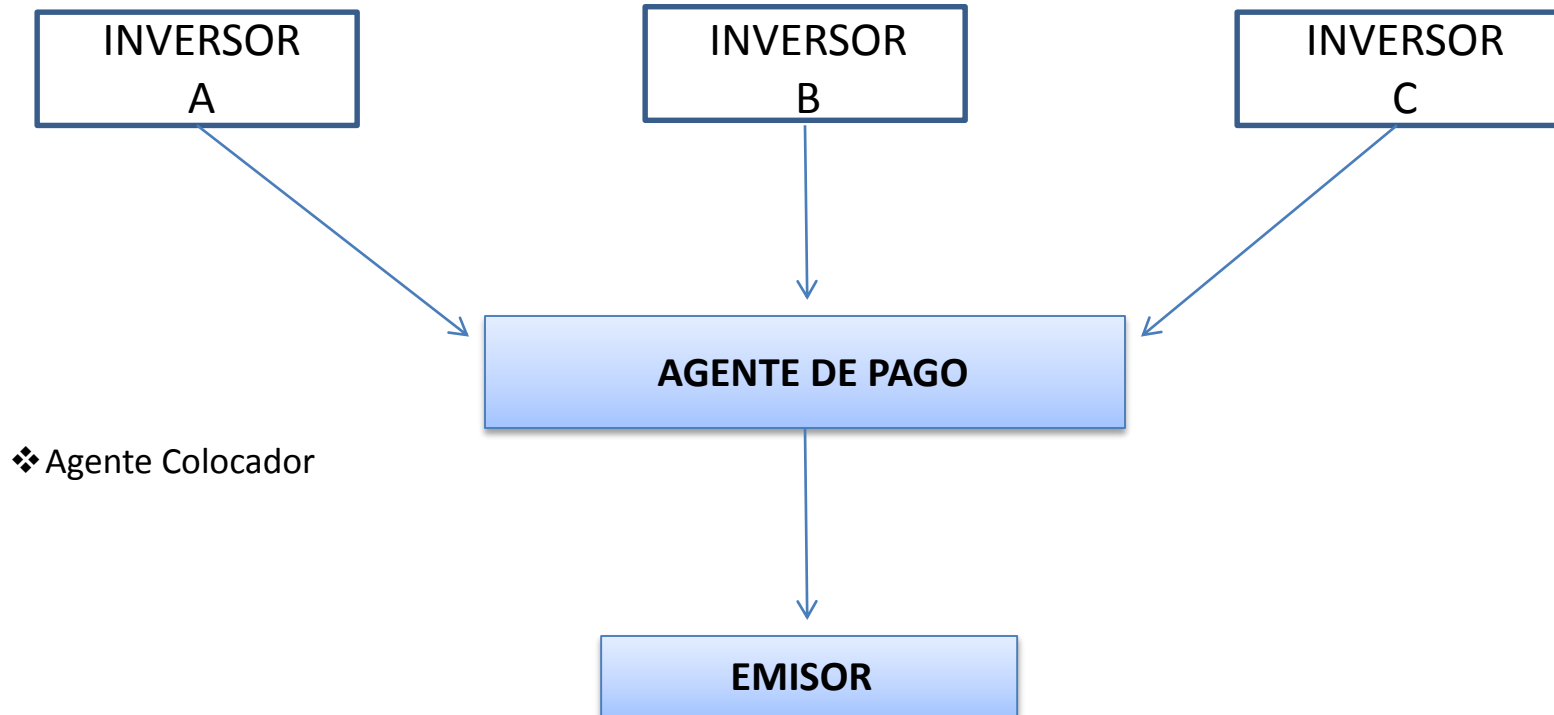 INVERSOR
A
INVERSOR
B
INVERSOR
C
AGENTE DE PAGO
❖ Agente Colocador
EMISOR